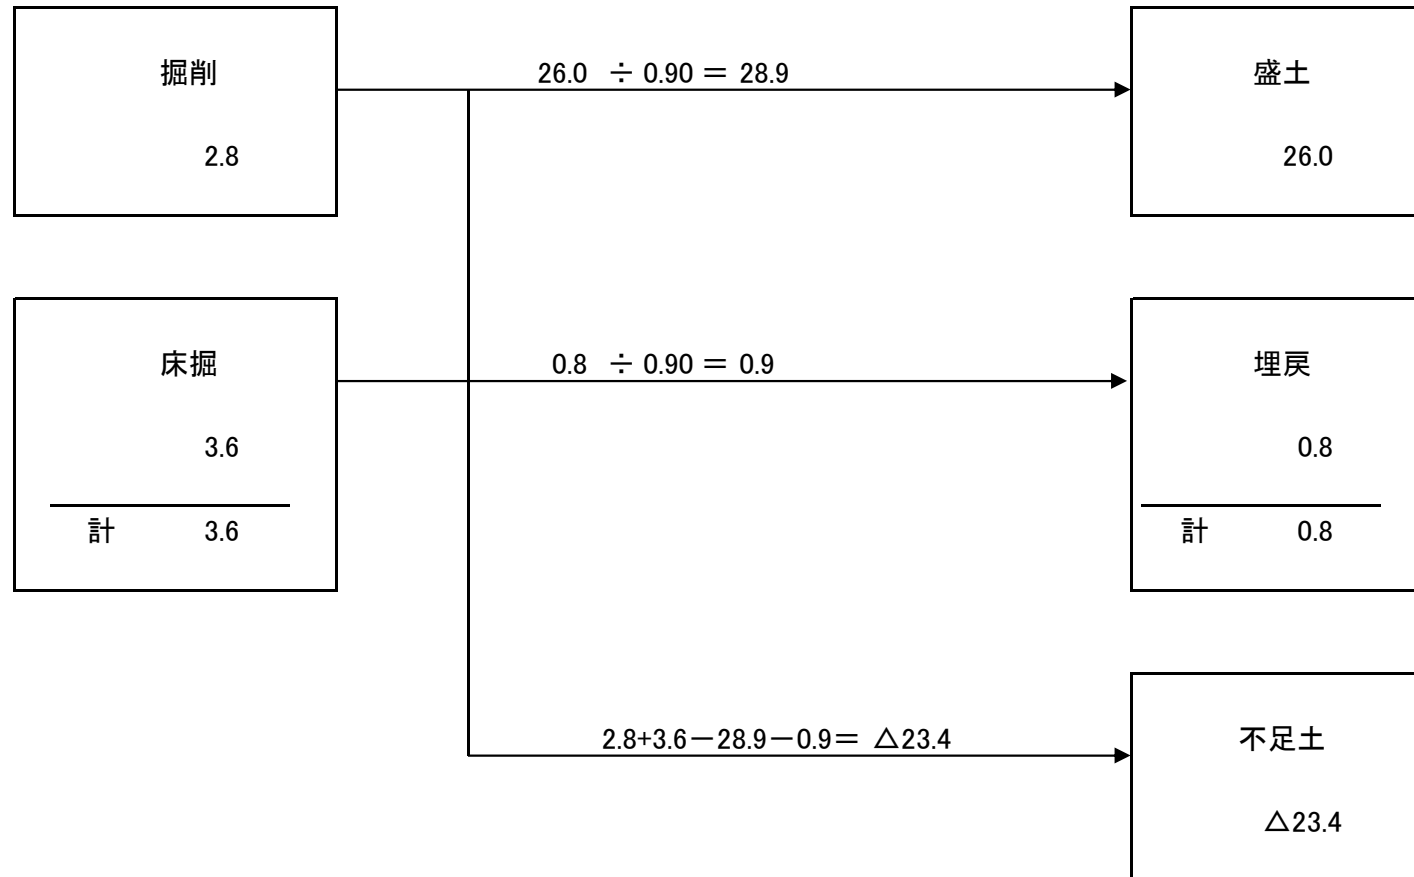 掘削
26.0 ÷ 0.90 = 28.9
盛土
2.8
26.0
床掘
0.8 ÷ 0.90 = 0.9
埋戻
3.6
0.8
計 3.6
計 0.8
2.8+3.6－28.9－0.9＝ △23.4
不足土
△23.4